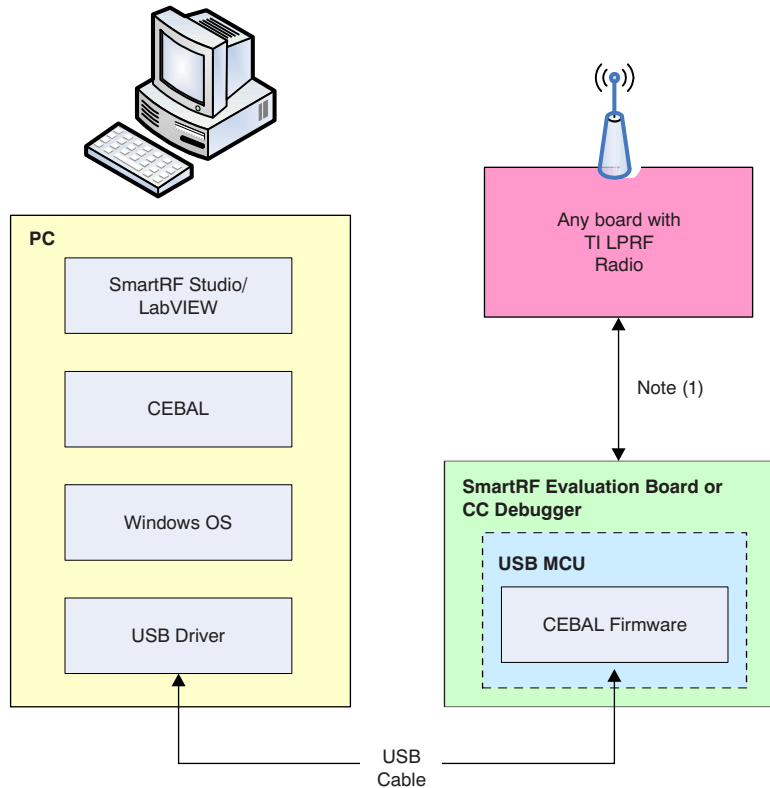 PC
SmartRF Studio/
LabVIEW
CEBAL
Windows OS
USB Driver
Any board with
TI LPRF
Radio
Note (1)
SmartRF Evaluation Board or
CC Debugger
USB MCU
CEBAL Firmware
USB
Cable